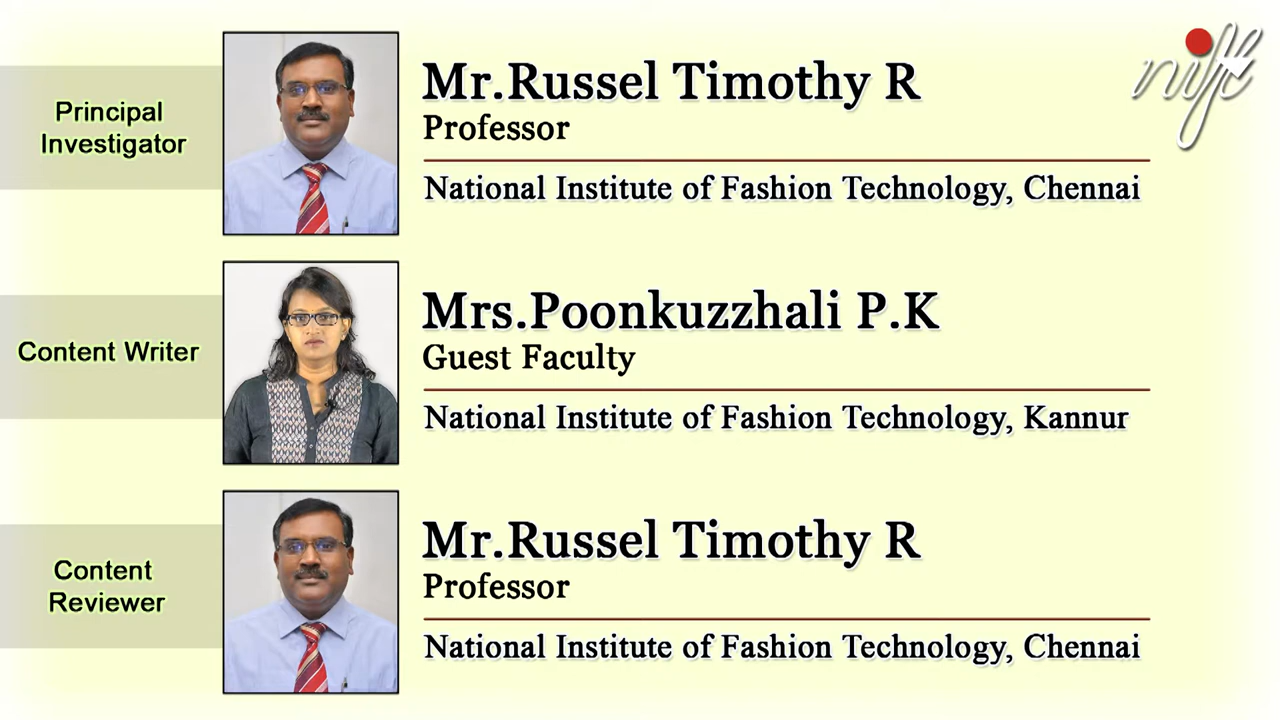 Principal
Investigator
Mr.Russel Timothy R
Professor
National Institute of Fashion Technology, Chennai
nift
Content Writer
Mrs.Poonkuzzhali P.K
Guest Faculty
National Institute of Fashion Technology, Kannur
Content
Reviewer
Mr.Russel Timothy R
Professor
National Institute of Fashion Technology, Chennai